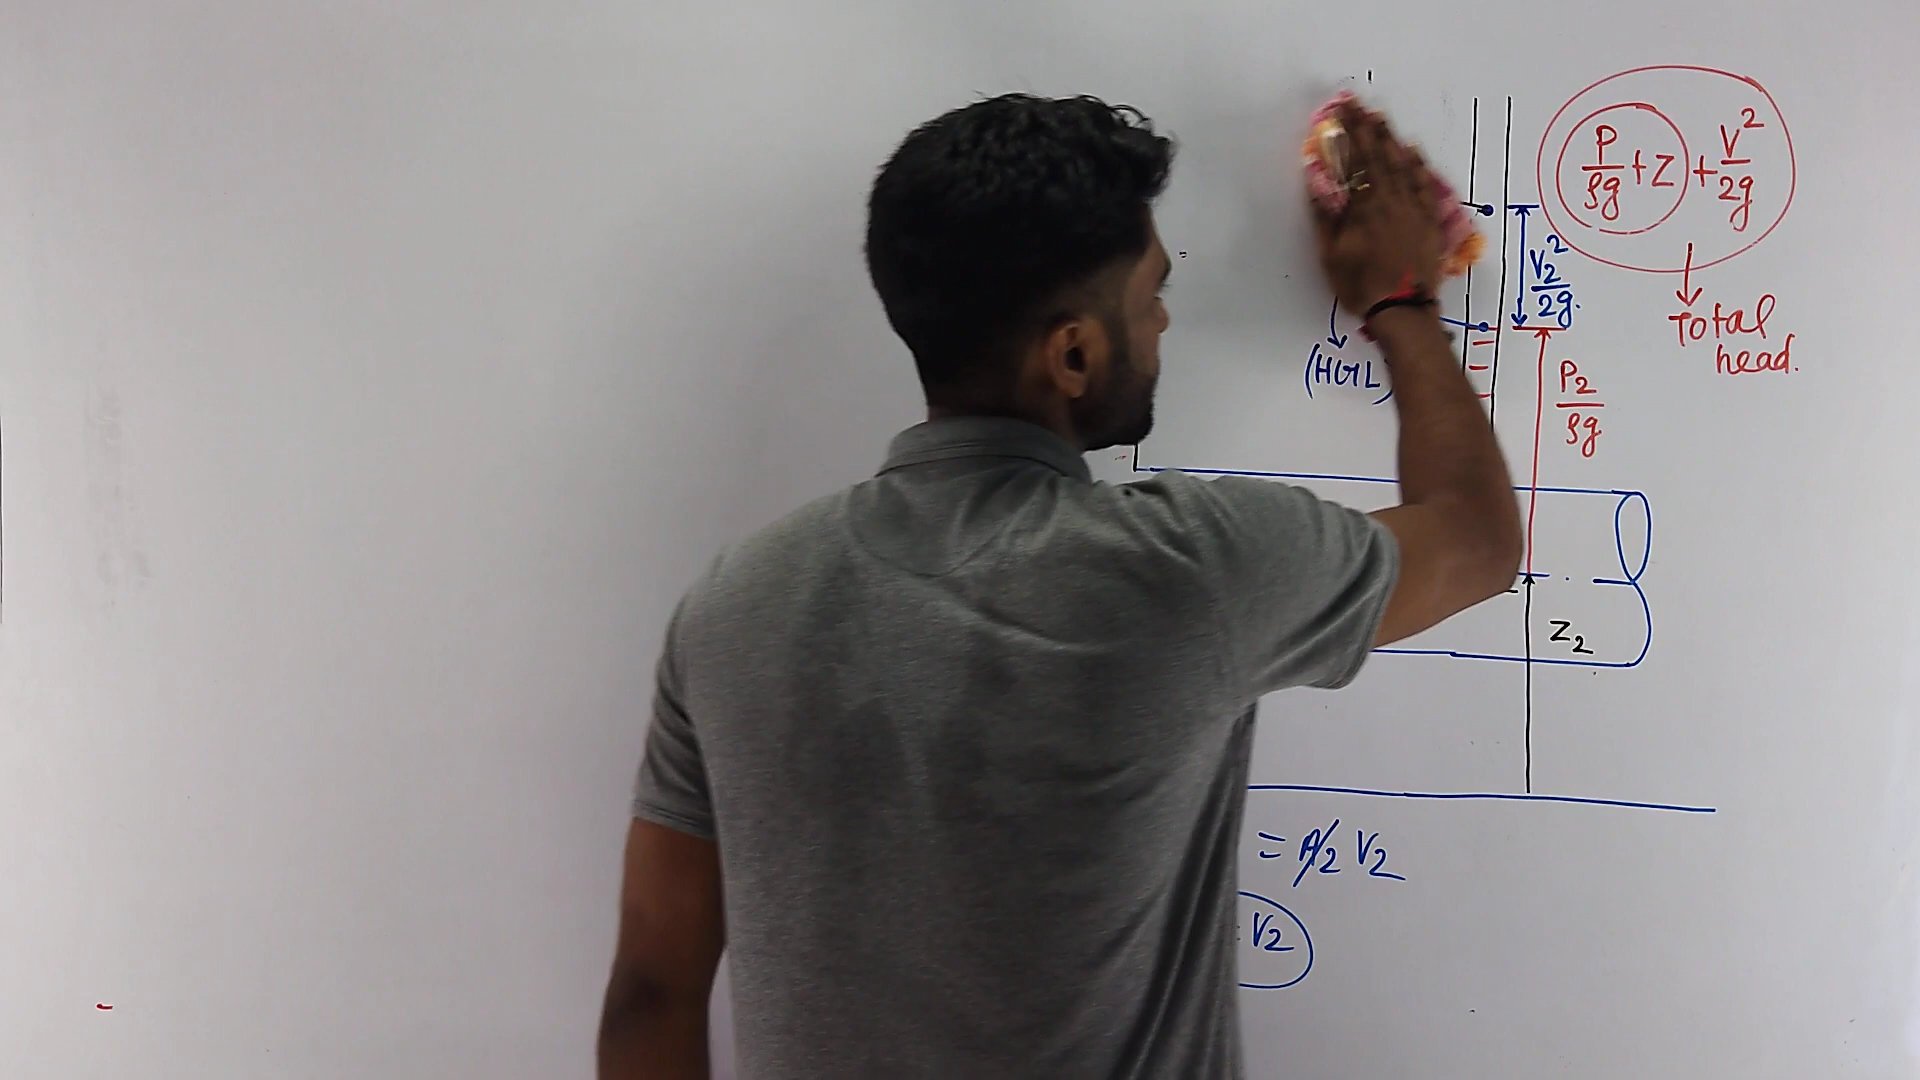 P/ρg + Z + V²/2g
Total
head.
V₂²/2g.
(HGL)
P₂/ρg
Z₂
= A₂ V₂
V₂